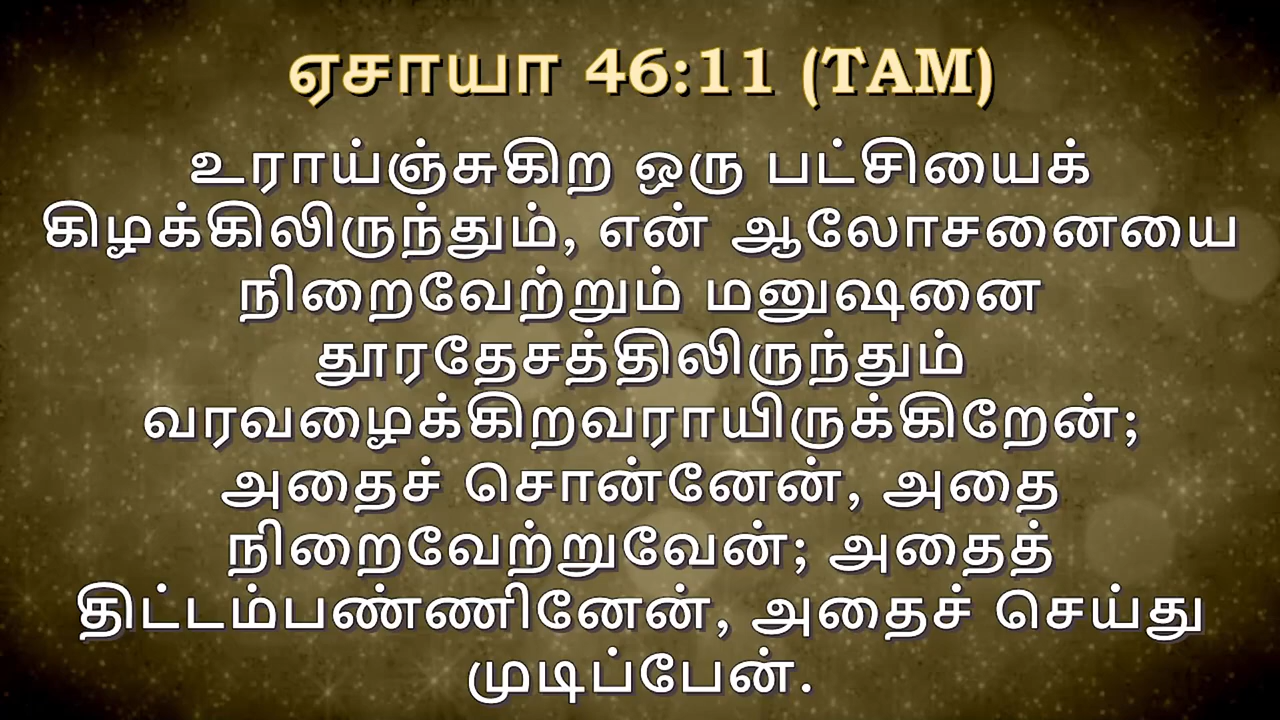 ஏசாயா 46:11 (TAM)
உராய்ஞ்சுகிற ஒரு பட்சியைக்
கிழக்கிலிருந்தும், என் ஆலோசனையை
நிறைவேற்றும் மனுஷனை
தூரதேசத்திலிருந்தும்
வரவழைக்கிறவராயிருக்கிறேன்;
அதைச் சொன்னேன், அதை
நிறைவேற்றுவேன்; அதைத்
திட்டம்பண்ணினேன், அதைச் செய்து
முடிப்பேன்.